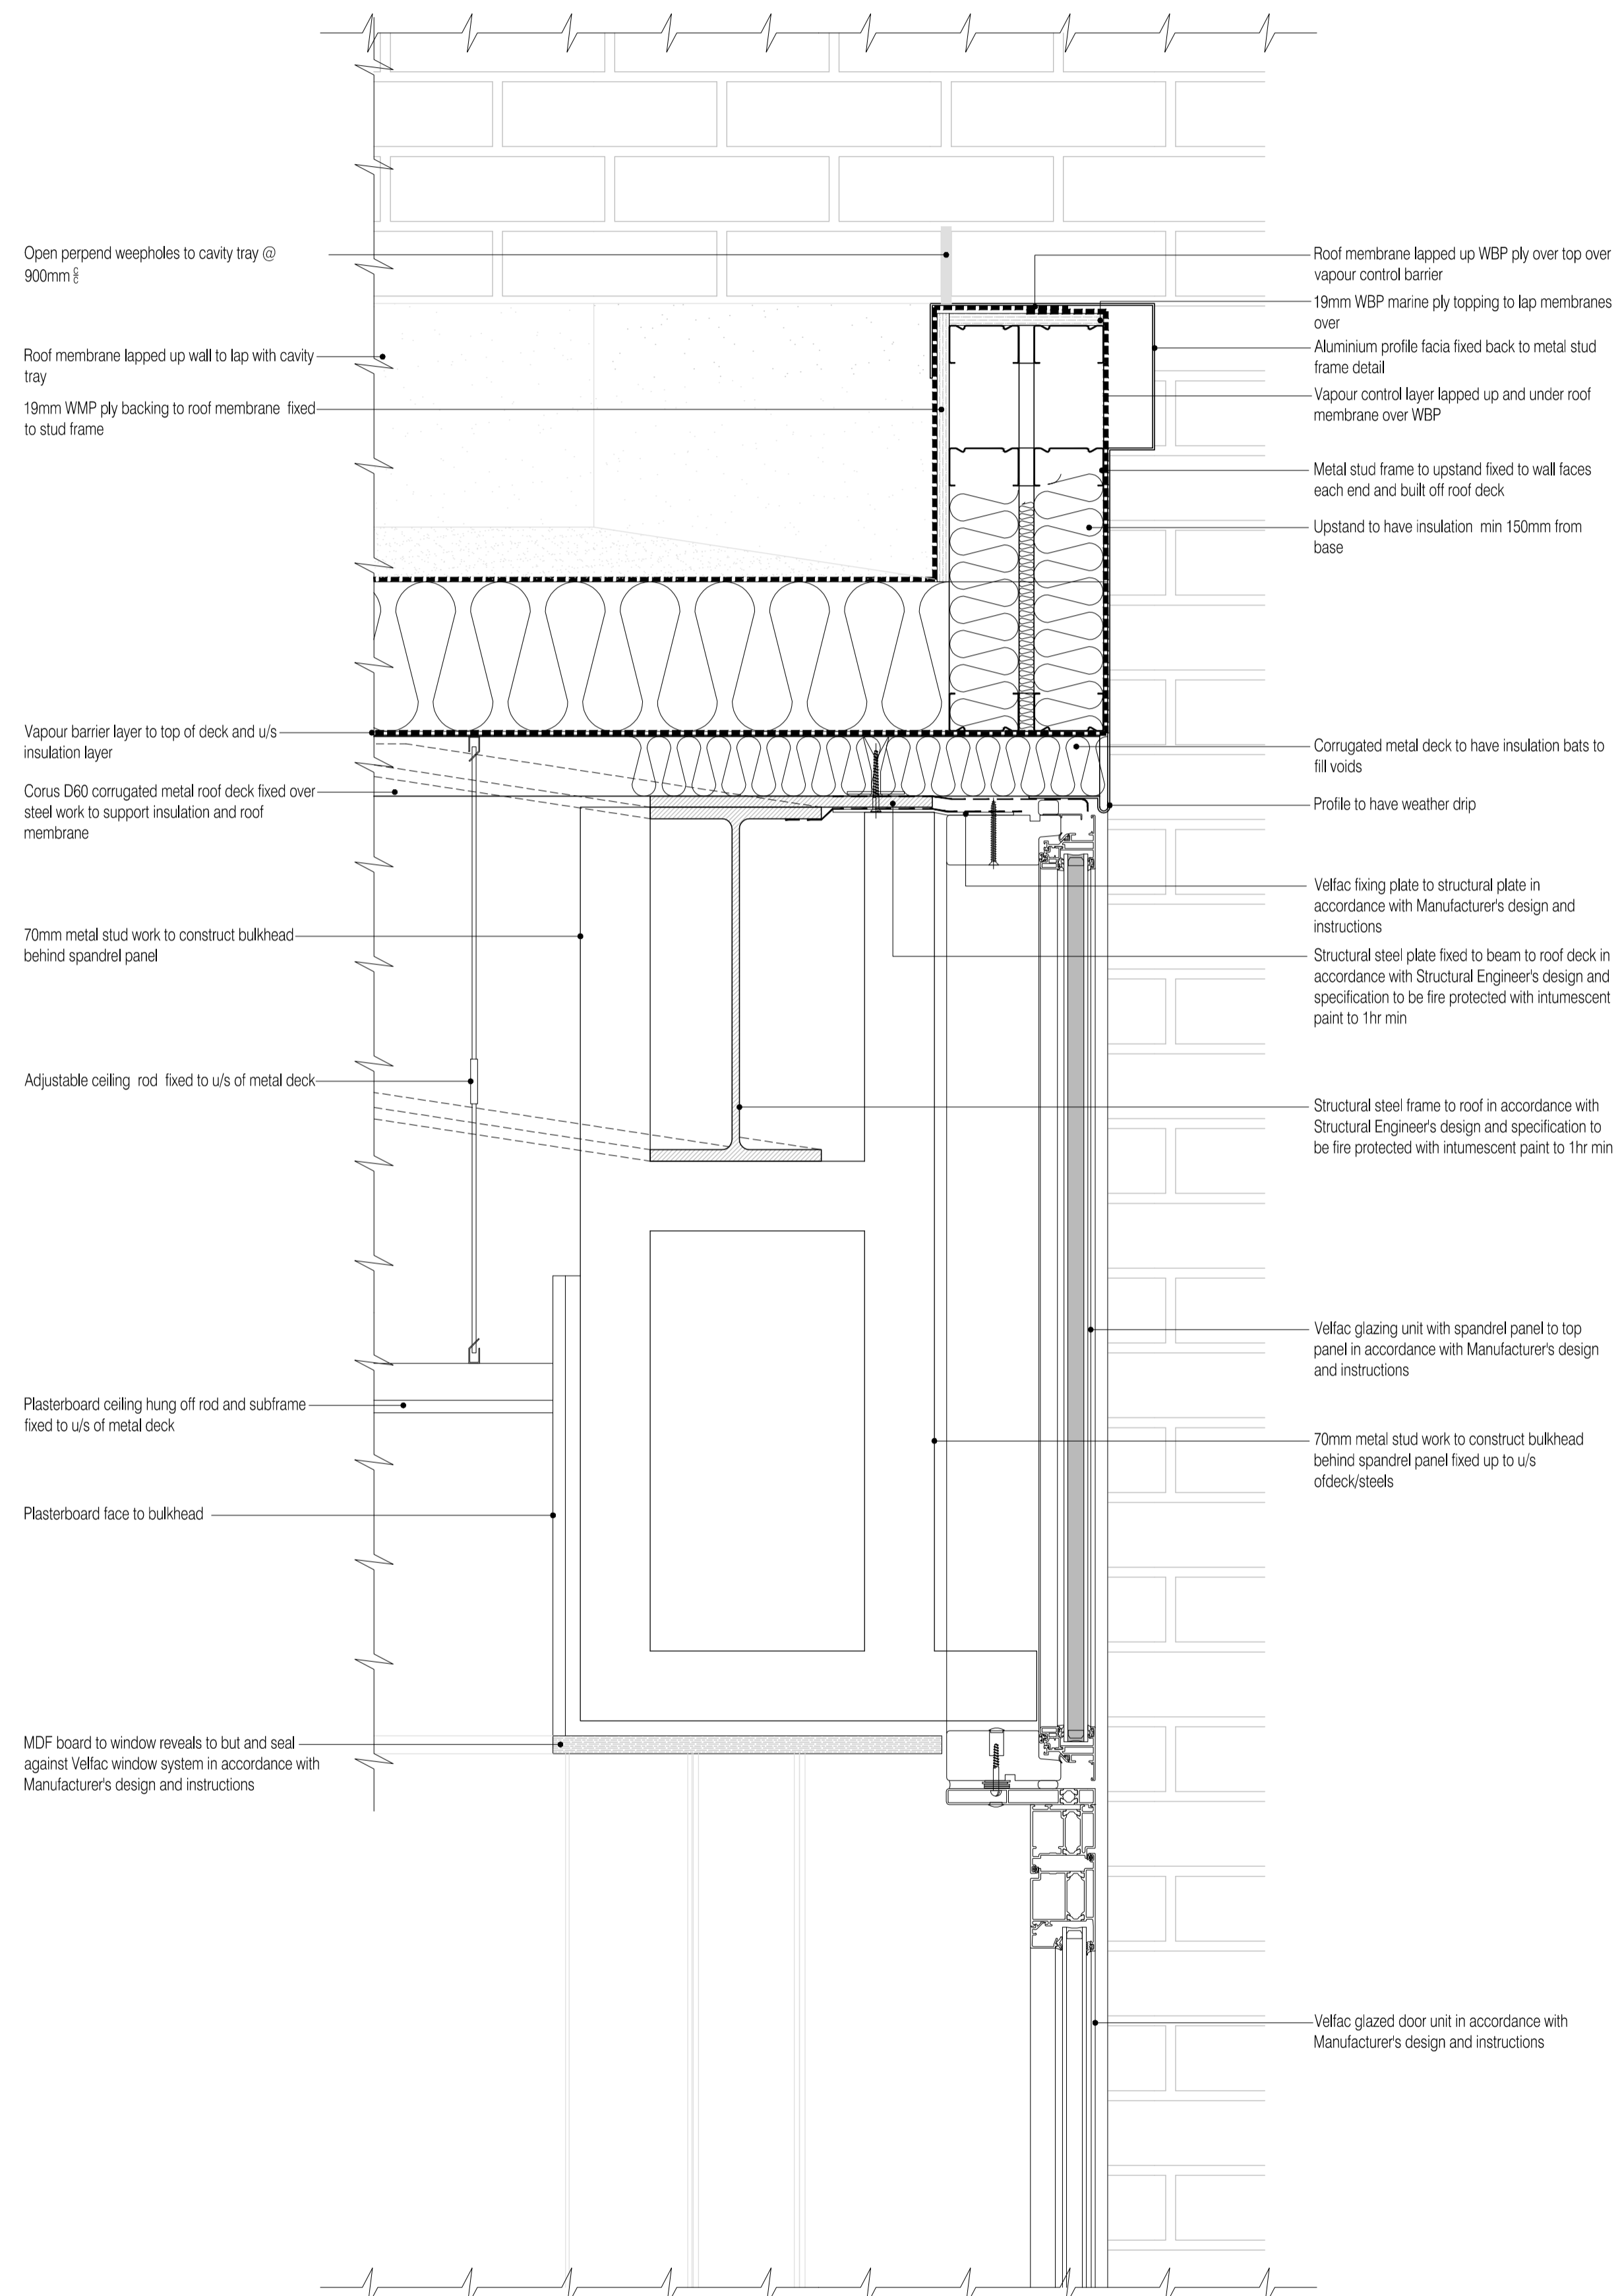 Open perpend weepholes to cavity tray @
900mm c/c
Roof membrane lapped up wall to lap with cavity
tray
19mm WMP ply backing to roof membrane fixed
to stud frame
Vapour barrier layer to top of deck and u/s
insulation layer
Corus D60 corrugated metal roof deck fixed over
steel work to support insulation and roof
membrane
70mm metal stud work to construct bulkhead
behind spandrel panel
Adjustable ceiling rod fixed to u/s of metal deck
Plasterboard ceiling hung off rod and subframe
fixed to u/s of metal deck
Plasterboard face to bulkhead
MDF board to window reveals to but and seal
against Velfac window system in accordance with
Manufacturer's design and instructions
Roof membrane lapped up WBP ply over top over
vapour control barrier
19mm WBP marine ply topping to lap membranes
over
Aluminium profile facia fixed back to metal stud
frame detail
Vapour control layer lapped up and under roof
membrane over WBP
Metal stud frame to upstand fixed to wall faces
each end and built off roof deck
Upstand to have insulation min 150mm from
base
Corrugated metal deck to have insulation bats to
fill voids
Profile to have weather drip
Velfac fixing plate to structural plate in
accordance with Manufacturer's design and
instructions
Structural steel plate fixed to beam to roof deck in
accordance with Structural Engineer's design and
specification to be fire protected with intumescent
paint to 1hr min
Structural steel frame to roof in accordance with
Structural Engineer's design and specification to
be fire protected with intumescent paint to 1hr min
Velfac glazing unit with spandrel panel to top
panel in accordance with Manufacturer's design
and instructions
70mm metal stud work to construct bulkhead
behind spandrel panel fixed up to u/s
ofdeck/steels
Velfac glazed door unit in accordance with
Manufacturer's design and instructions